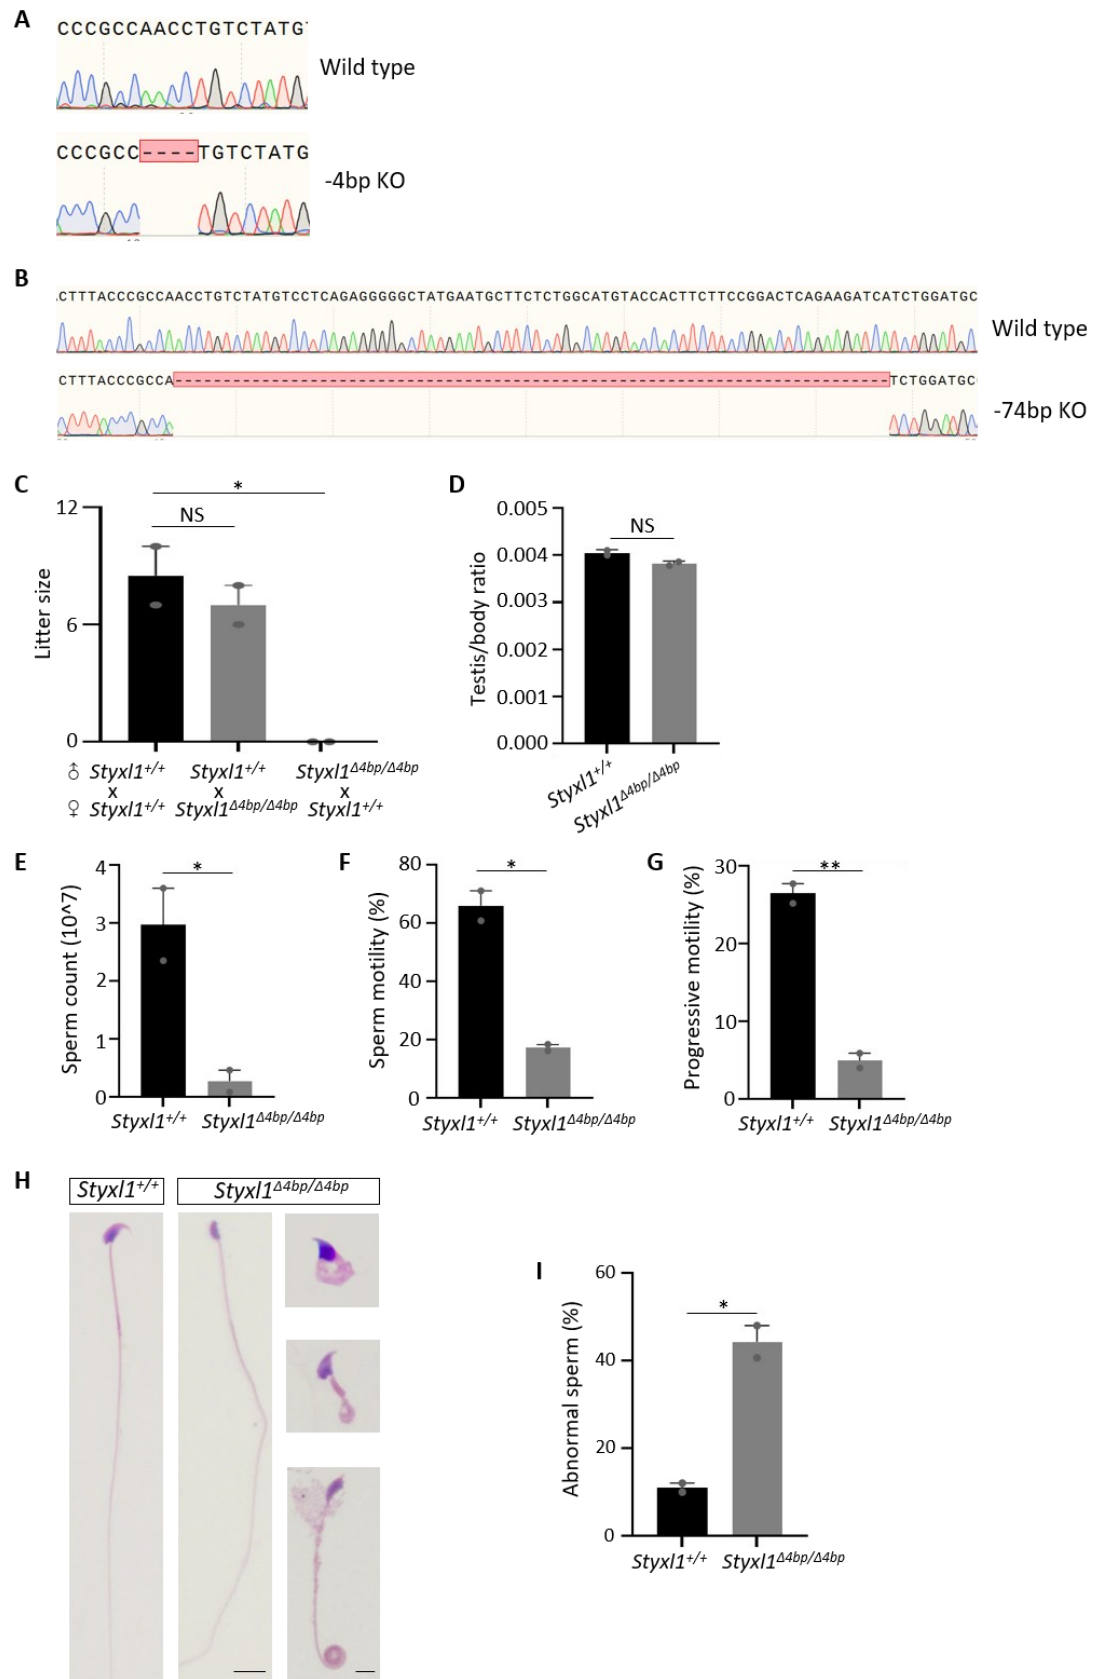 A
CCCGCCAACCTGTCTATG
Wild type
CCCGCC----TGTCTATG
-4bp KO
B
CTTTACCCGCCAACCTGTCTATGTCCTCAGAGGGGGCTATGAATGCTTCTCTGGCATGTACCACTTCTTCCGGACTCAGAAGATCATCTGGATGC
Wild type
CTTTACCCGCCA--------------------------------------------------------------------------TCTGGATGC
-74bp KO
C
*
NS
12
6
0
Litter size
♂ Styxl1+/+ Styxl1+/+ Styxl1Δ4bp/Δ4bp
x x x
♀ Styxl1+/+ Styxl1Δ4bp/Δ4bp Styxl1+/+
D
NS
0.005
0.004
0.003
0.002
0.001
0.000
Testis/body ratio
Styxl1+/+
Styxl1Δ4bp/Δ4bp
E
*
4
3
2
1
0
Sperm count (10^7)
Styxl1+/+ Styxl1Δ4bp/Δ4bp
F
*
80
60
40
20
0
Sperm motility (%)
Styxl1+/+ Styxl1Δ4bp/Δ4bp
G
**
30
20
10
0
Progressive motility (%)
Styxl1+/+ Styxl1Δ4bp/Δ4bp
H
Styxl1+/+ Styxl1Δ4bp/Δ4bp
I
*
60
40
20
0
Abnormal sperm (%)
Styxl1+/+ Styxl1Δ4bp/Δ4bp